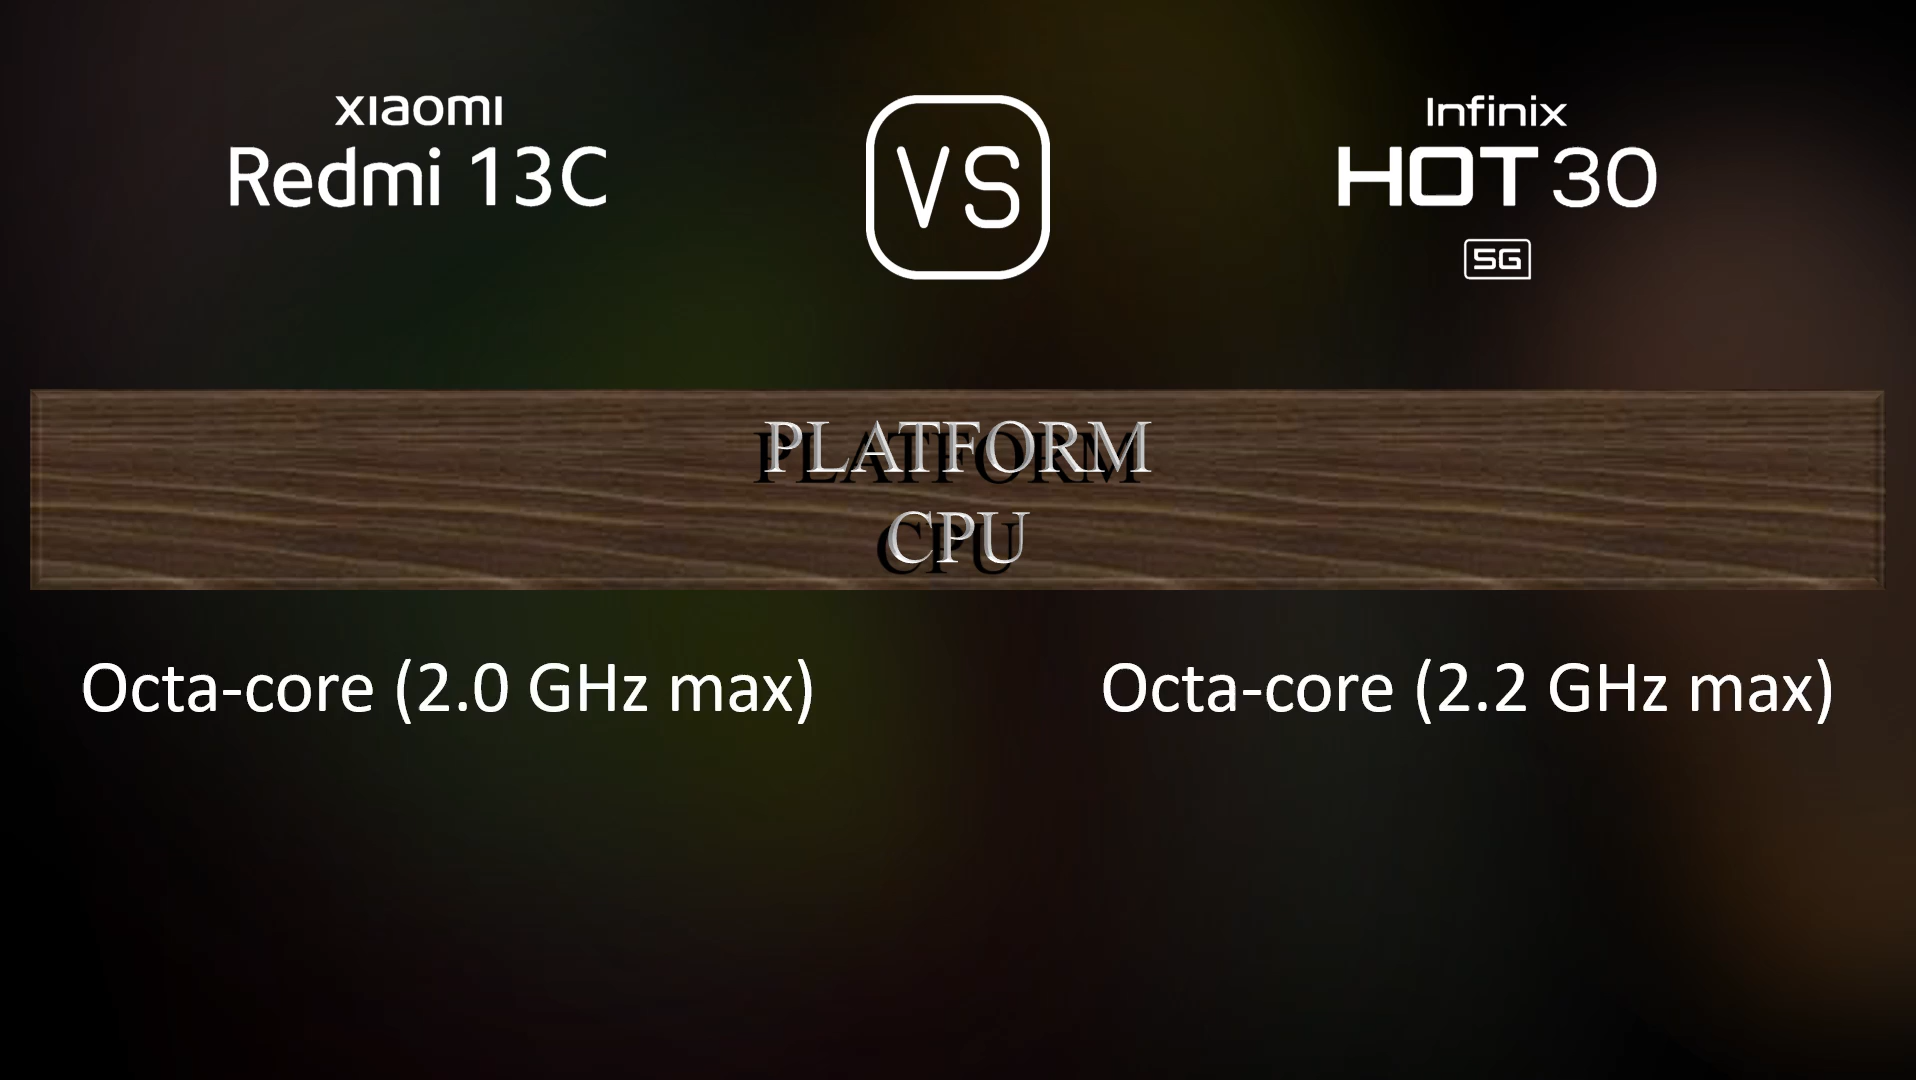 xiaomi
Redmi 13C
VS
Infinix
HOT 30
5G
PLATFORM
CPU
Octa-core (2.0 GHz max)
Octa-core (2.2 GHz max)